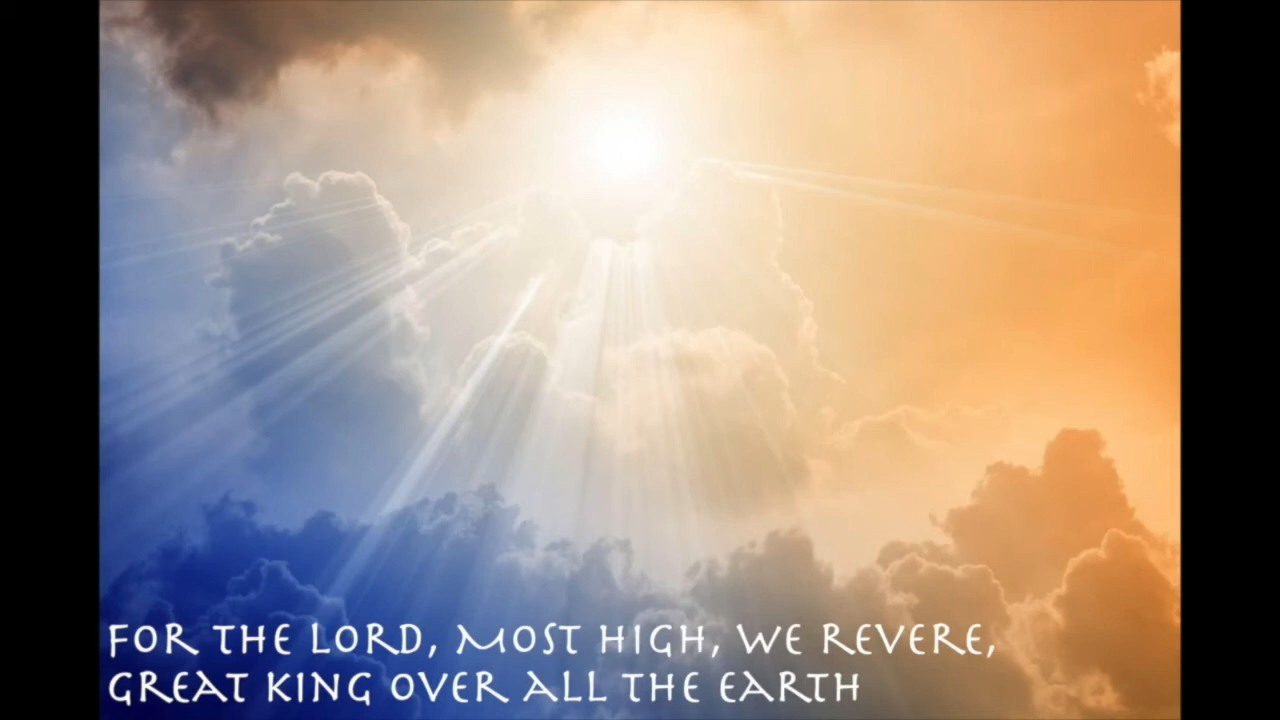 FOR THE LORD, MOST HIGH, WE REVERE,
GREAT KING OVER ALL THE EARTH